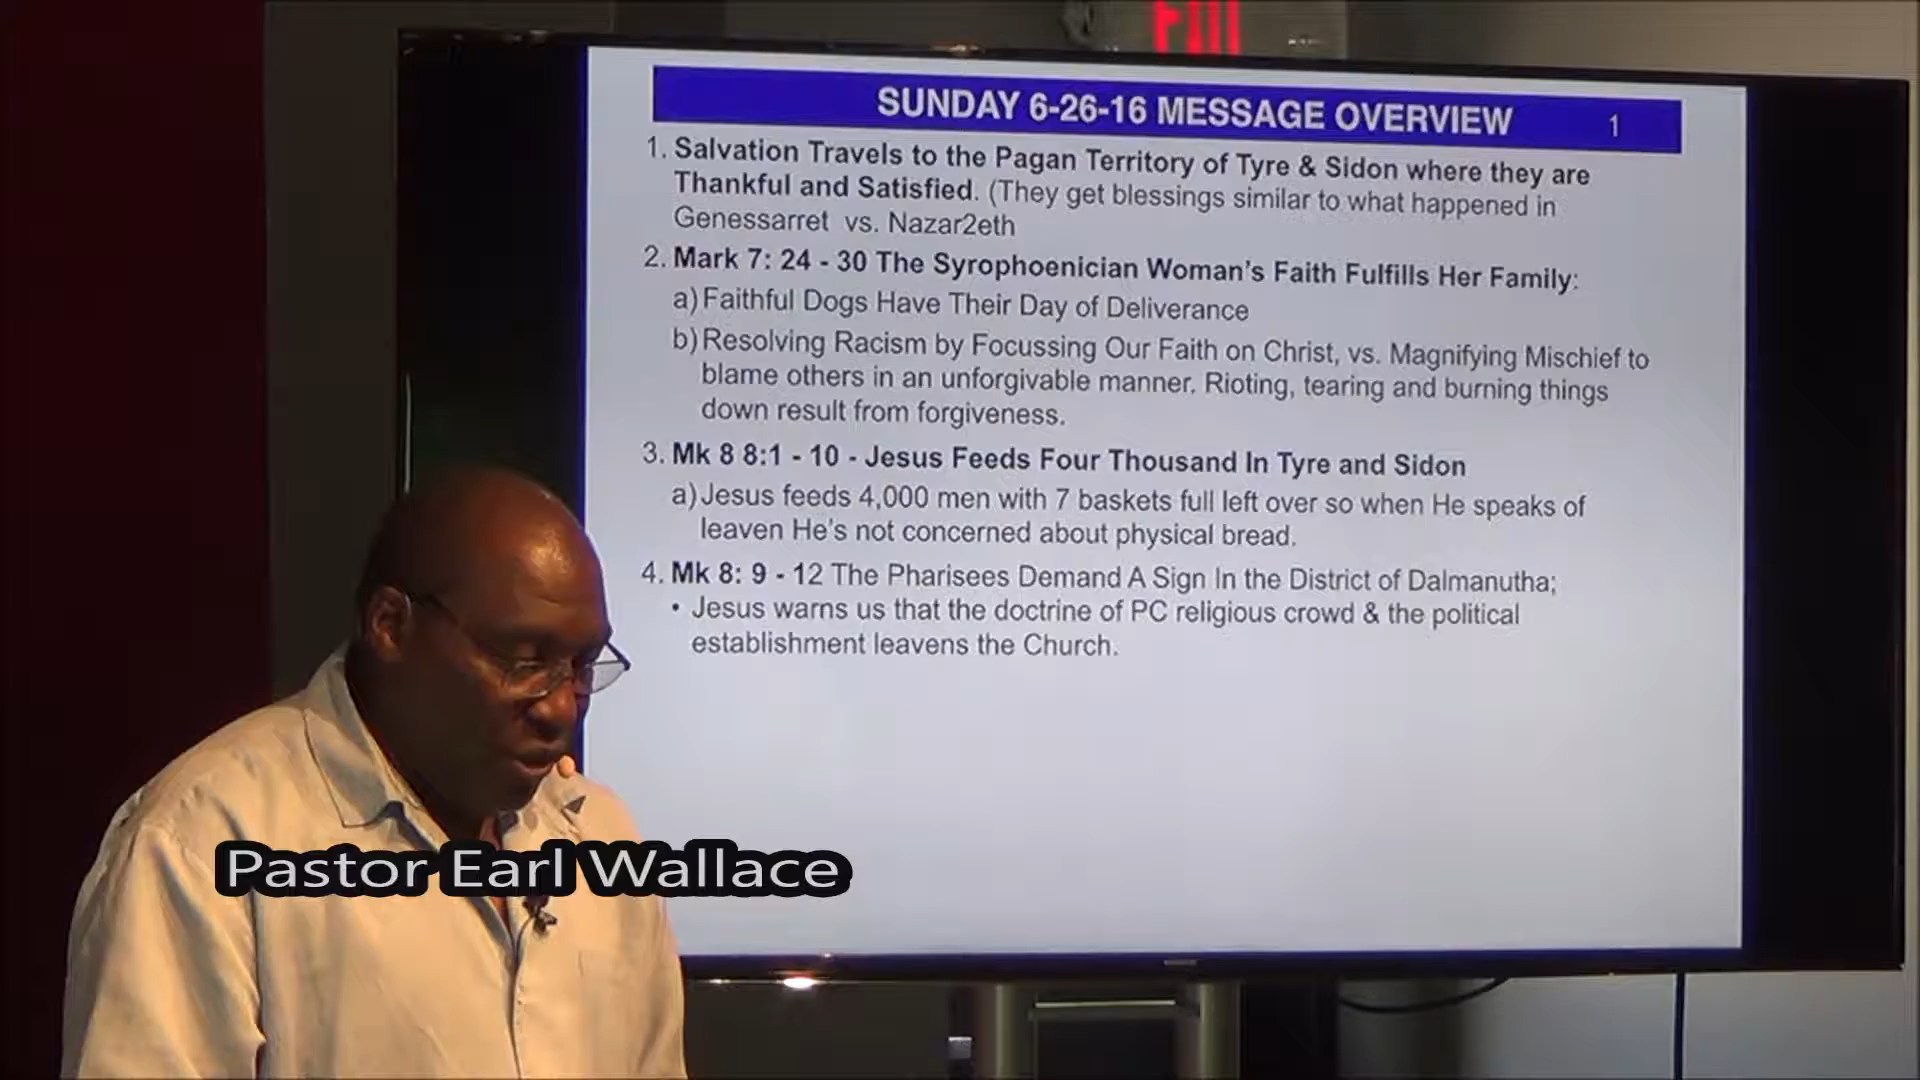 EXIT
SUNDAY 6-26-16 MESSAGE OVERVIEW 1
1. Salvation Travels to the Pagan Territory of Tyre & Sidon where they are
Thankful and Satisfied. (They get blessings similar to what happened in
Genessarret vs. Nazar2eth
2. Mark 7: 24 - 30 The Syrophoenician Woman's Faith Fulfills Her Family:
a) Faithful Dogs Have Their Day of Deliverance
b) Resolving Racism by Focussing Our Faith on Christ, vs. Magnifying Mischief to
blame others in an unforgivable manner. Rioting, tearing and burning things
down result from forgiveness.
3. Mk 8 8:1 - 10 - Jesus Feeds Four Thousand In Tyre and Sidon
a) Jesus feeds 4,000 men with 7 baskets full left over so when He speaks of
leaven He's not concerned about physical bread.
4. Mk 8: 9 - 12 The Pharisees Demand A Sign In the District of Dalmanutha;
• Jesus warns us that the doctrine of PC religious crowd & the political
establishment leavens the Church.
Pastor Earl Wallace